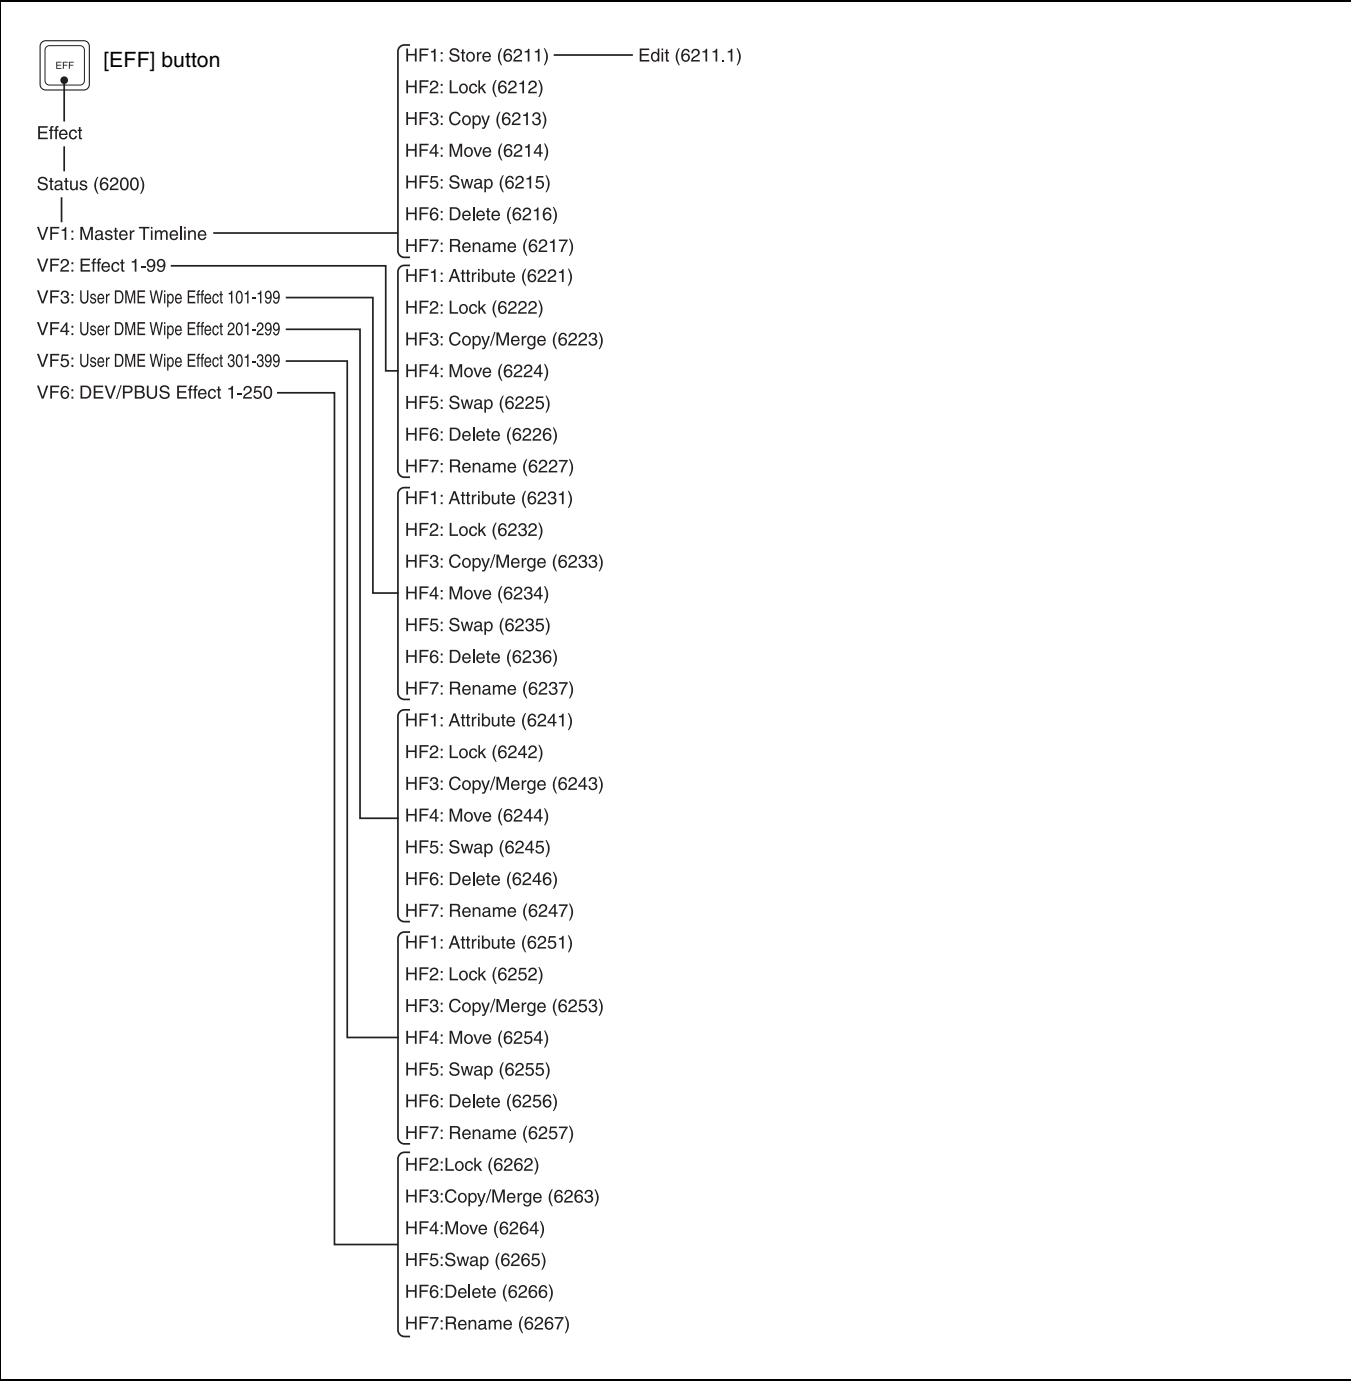 EFF
[EFF] button
Effect
Status (6200)
VF1: Master Timeline
VF2: Effect 1-99
VF3: User DME Wipe Effect 101-199
VF4: User DME Wipe Effect 201-299
VF5: User DME Wipe Effect 301-399
VF6: DEV/PBUS Effect 1-250
HF1: Store (6211)
Edit (6211.1)
HF2: Lock (6212)
HF3: Copy (6213)
HF4: Move (6214)
HF5: Swap (6215)
HF6: Delete (6216)
HF7: Rename (6217)
HF1: Attribute (6221)
HF2: Lock (6222)
HF3: Copy/Merge (6223)
HF4: Move (6224)
HF5: Swap (6225)
HF6: Delete (6226)
HF7: Rename (6227)
HF1: Attribute (6231)
HF2: Lock (6232)
HF3: Copy/Merge (6233)
HF4: Move (6234)
HF5: Swap (6235)
HF6: Delete (6236)
HF7: Rename (6237)
HF1: Attribute (6241)
HF2: Lock (6242)
HF3: Copy/Merge (6243)
HF4: Move (6244)
HF5: Swap (6245)
HF6: Delete (6246)
HF7: Rename (6247)
HF1: Attribute (6251)
HF2: Lock (6252)
HF3: Copy/Merge (6253)
HF4: Move (6254)
HF5: Swap (6255)
HF6: Delete (6256)
HF7: Rename (6257)
HF2:Lock (6262)
HF3:Copy/Merge (6263)
HF4:Move (6264)
HF5:Swap (6265)
HF6:Delete (6266)
HF7:Rename (6267)